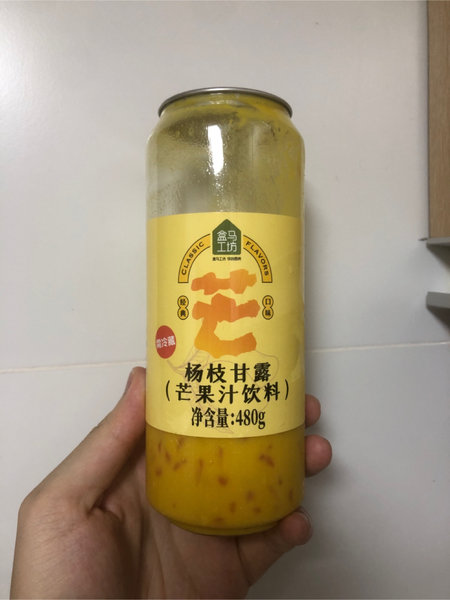 盒马
工坊
CLASSIC FLAVORS
芒
经典 口味
需冷藏
杨枝甘露
(芒果汁饮料)
净含量:480g